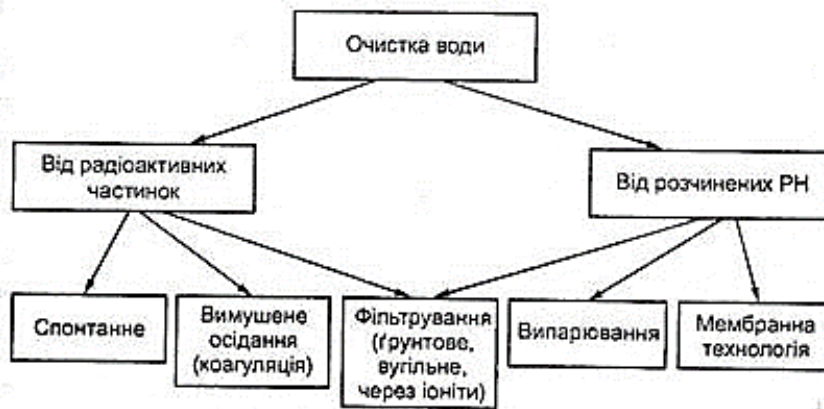 Очистка води
Від радіоактивних
частинок
Від розчинених РН
Спонтанне
Вимушене
осідання
(коагуляція)
Фільтрування
(ґрунтове,
вугільне,
через іоніти)
Випарювання
Мембранна
технологія